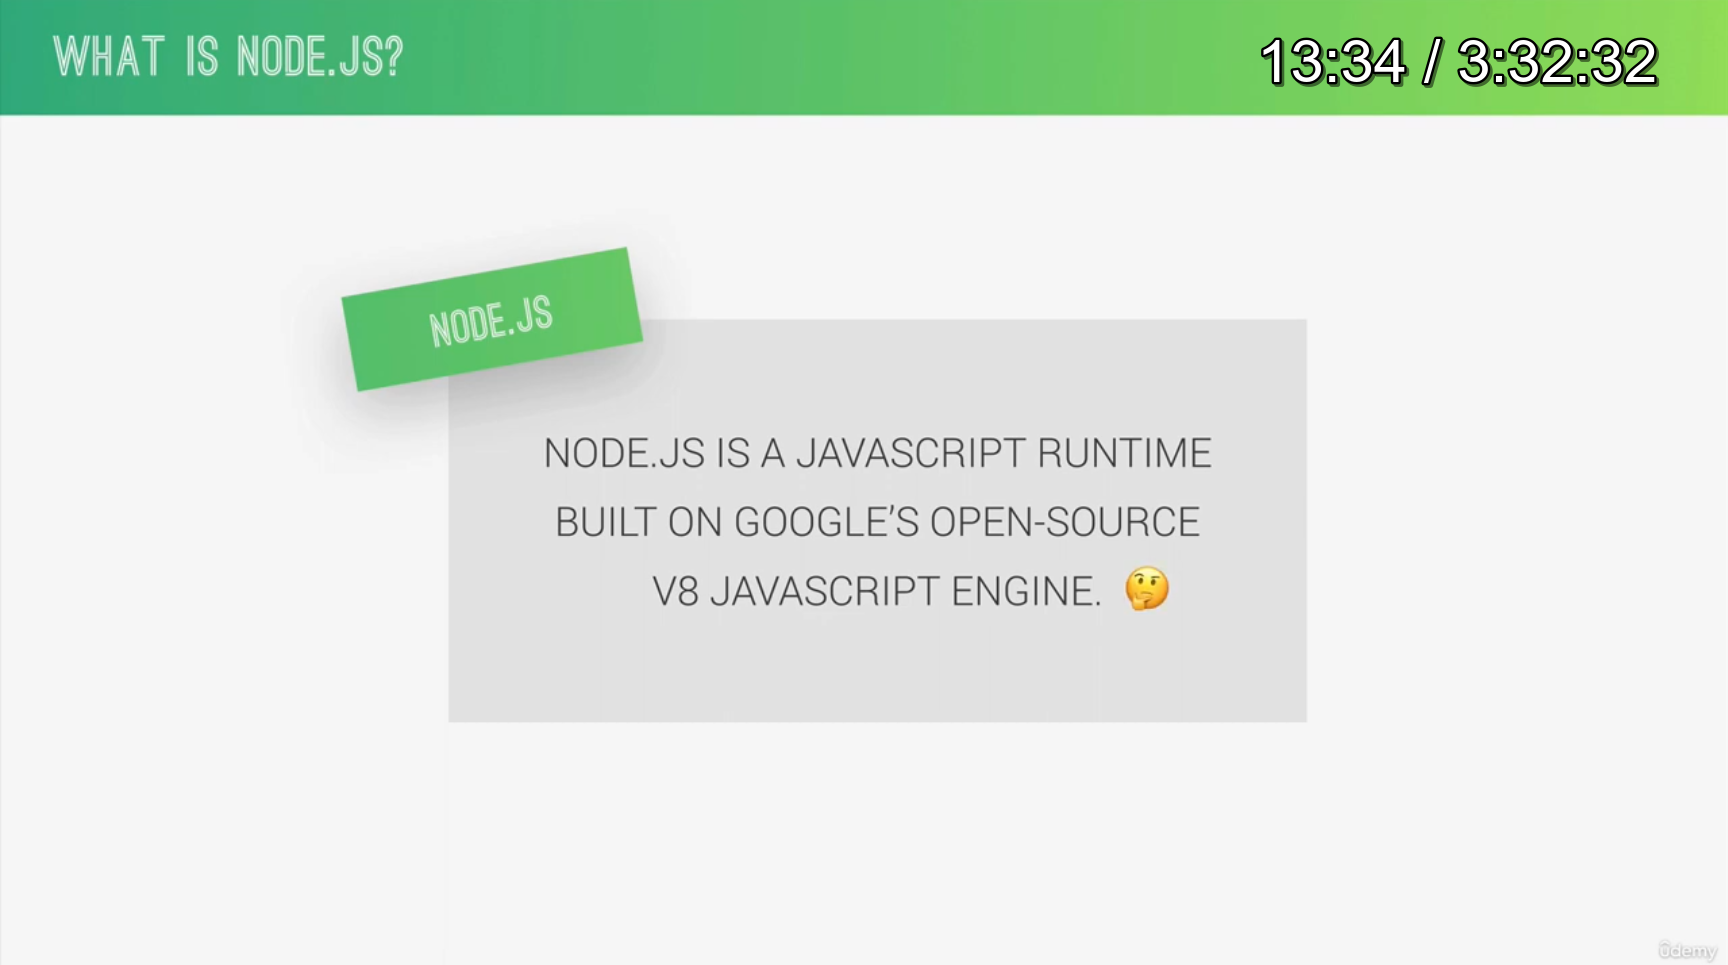 WHAT IS NODE.JS?
13:34 / 3:32:32
NODE.JS
NODE.JS IS A JAVASCRIPT RUNTIME
BUILT ON GOOGLE’S OPEN-SOURCE
V8 JAVASCRIPT ENGINE. 🤔
ûdemy